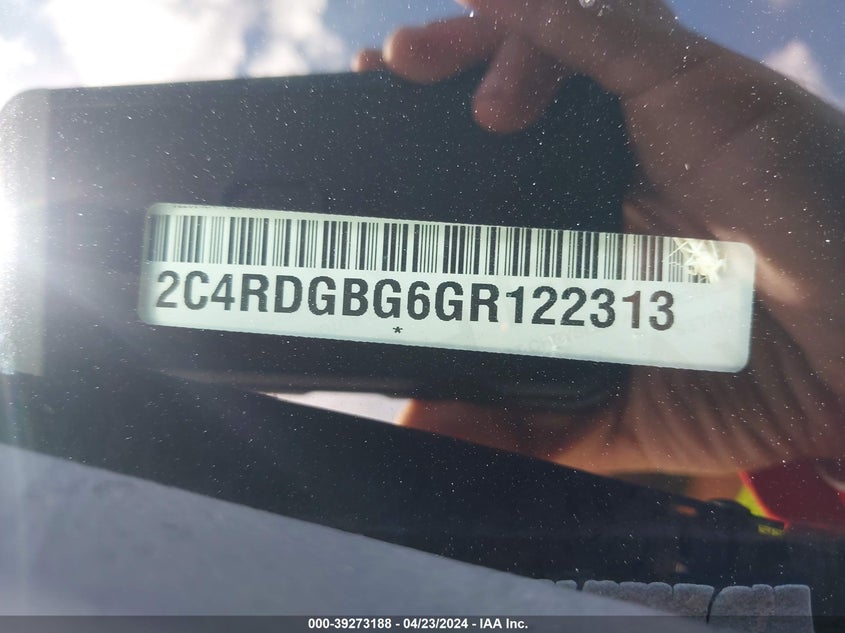 2C4RDGBG6GR122313
*
000-39273188 - 04/23/2024 - IAA Inc.